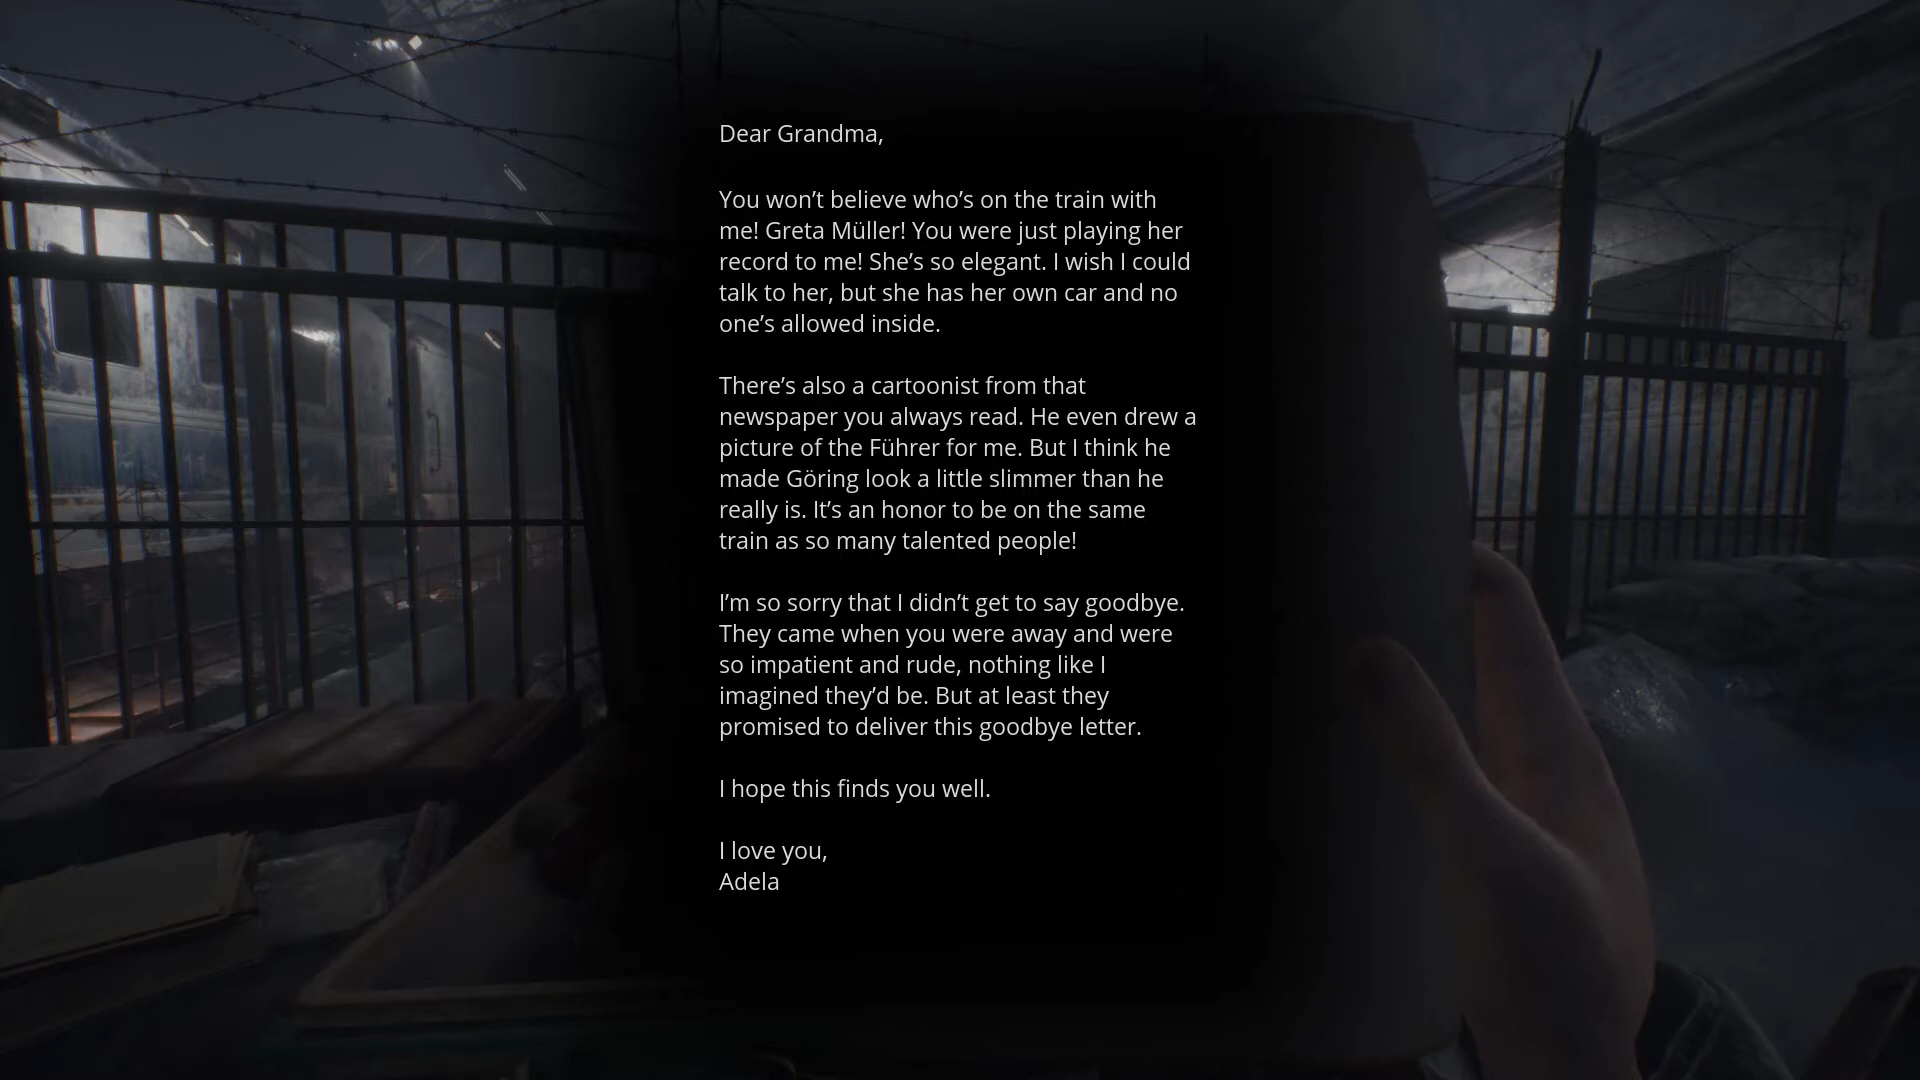 Dear Grandma,
You won’t believe who’s on the train with
me! Greta Müller! You were just playing her
record to me! She’s so elegant. I wish I could
talk to her, but she has her own car and no
one’s allowed inside.
There’s also a cartoonist from that
newspaper you always read. He even drew a
picture of the Führer for me. But I think he
made Göring look a little slimmer than he
really is. It’s an honor to be on the same
train as so many talented people!
I’m so sorry that I didn’t get to say goodbye.
They came when you were away and were
so impatient and rude, nothing like I
imagined they’d be. But at least they
promised to deliver this goodbye letter.
I hope this finds you well.
I love you,
Adela